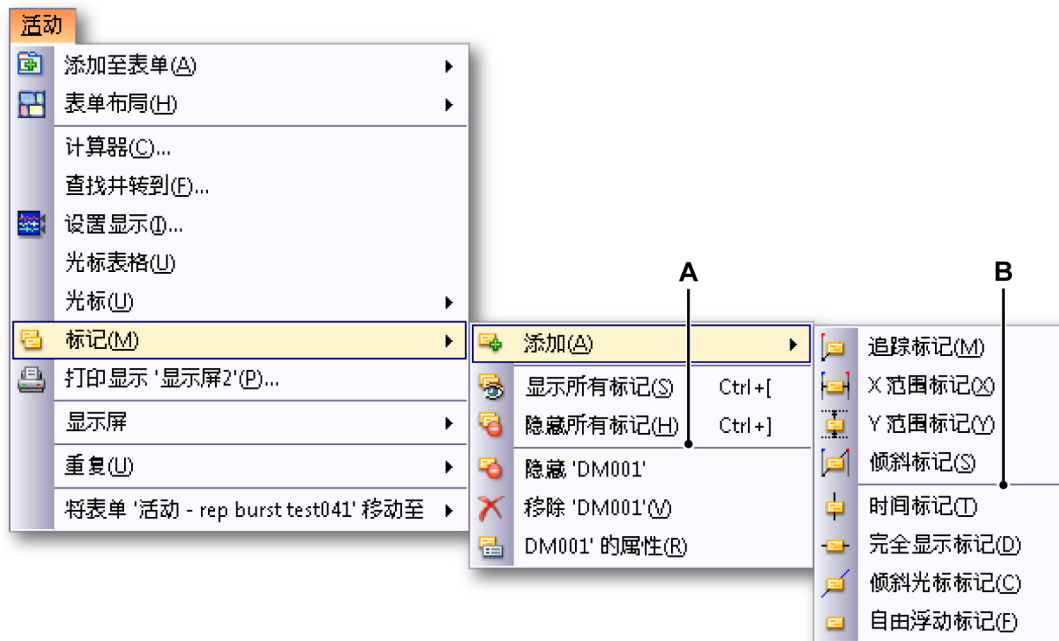 活动
添加至表单(A)
表单布局(H)
计算器(C)...
查找并转到(F)...
设置显示(I)...
光标表格(U)
光标(U)
标记(M)
打印显示 '显示屏2'(P)...
显示屏
重复(U)
将表单 '活动 - rep burst test041' 移动至
A
添加(A)
显示所有标记(S) Ctrl+[
隐藏所有标记(H) Ctrl+]
隐藏 'DM001'
移除 'DM001'(V)
DM001' 的属性(R)
B
追踪标记(M)
X 范围标记(X)
Y 范围标记(Y)
倾斜标记(S)
时间标记(T)
完全显示标记(D)
倾斜光标标记(C)
自由浮动标记(F)